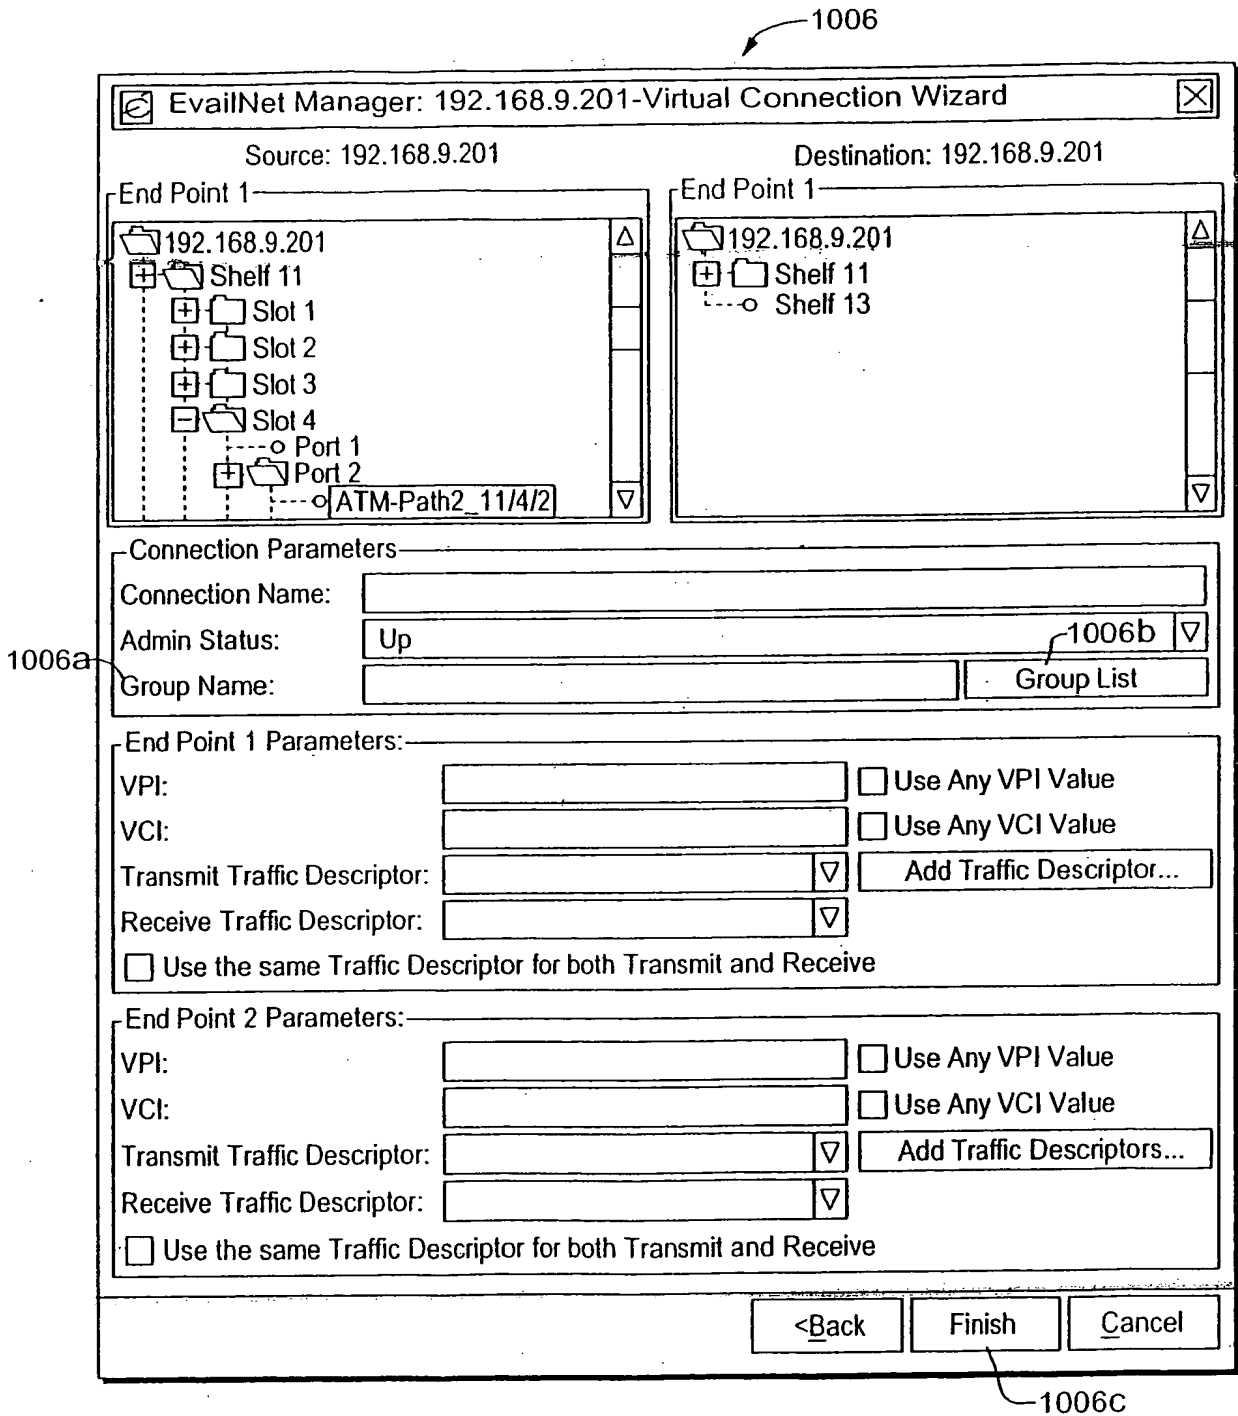 1006
EvailNet Manager: 192.168.9.201-Virtual Connection Wizard
Source: 192.168.9.201
Destination: 192.168.9.201
End Point 1
192.168.9.201
Shelf 11
Slot 1
Slot 2
Slot 3
Slot 4
Port 1
Port 2
ATM-Path2_11/4/2
End Point 1
192.168.9.201
Shelf 11
Shelf 13
Connection Parameters
Connection Name:
Admin Status: Up
1006b
1006a
Group Name:
Group List
End Point 1 Parameters:
VPI:
Use Any VPI Value
VCI:
Use Any VCI Value
Transmit Traffic Descriptor:
Add Traffic Descriptor...
Receive Traffic Descriptor:
Use the same Traffic Descriptor for both Transmit and Receive
End Point 2 Parameters:
VPI:
Use Any VPI Value
VCI:
Use Any VCI Value
Transmit Traffic Descriptor:
Add Traffic Descriptors...
Receive Traffic Descriptor:
Use the same Traffic Descriptor for both Transmit and Receive
<Back
Finish
Cancel
1006c